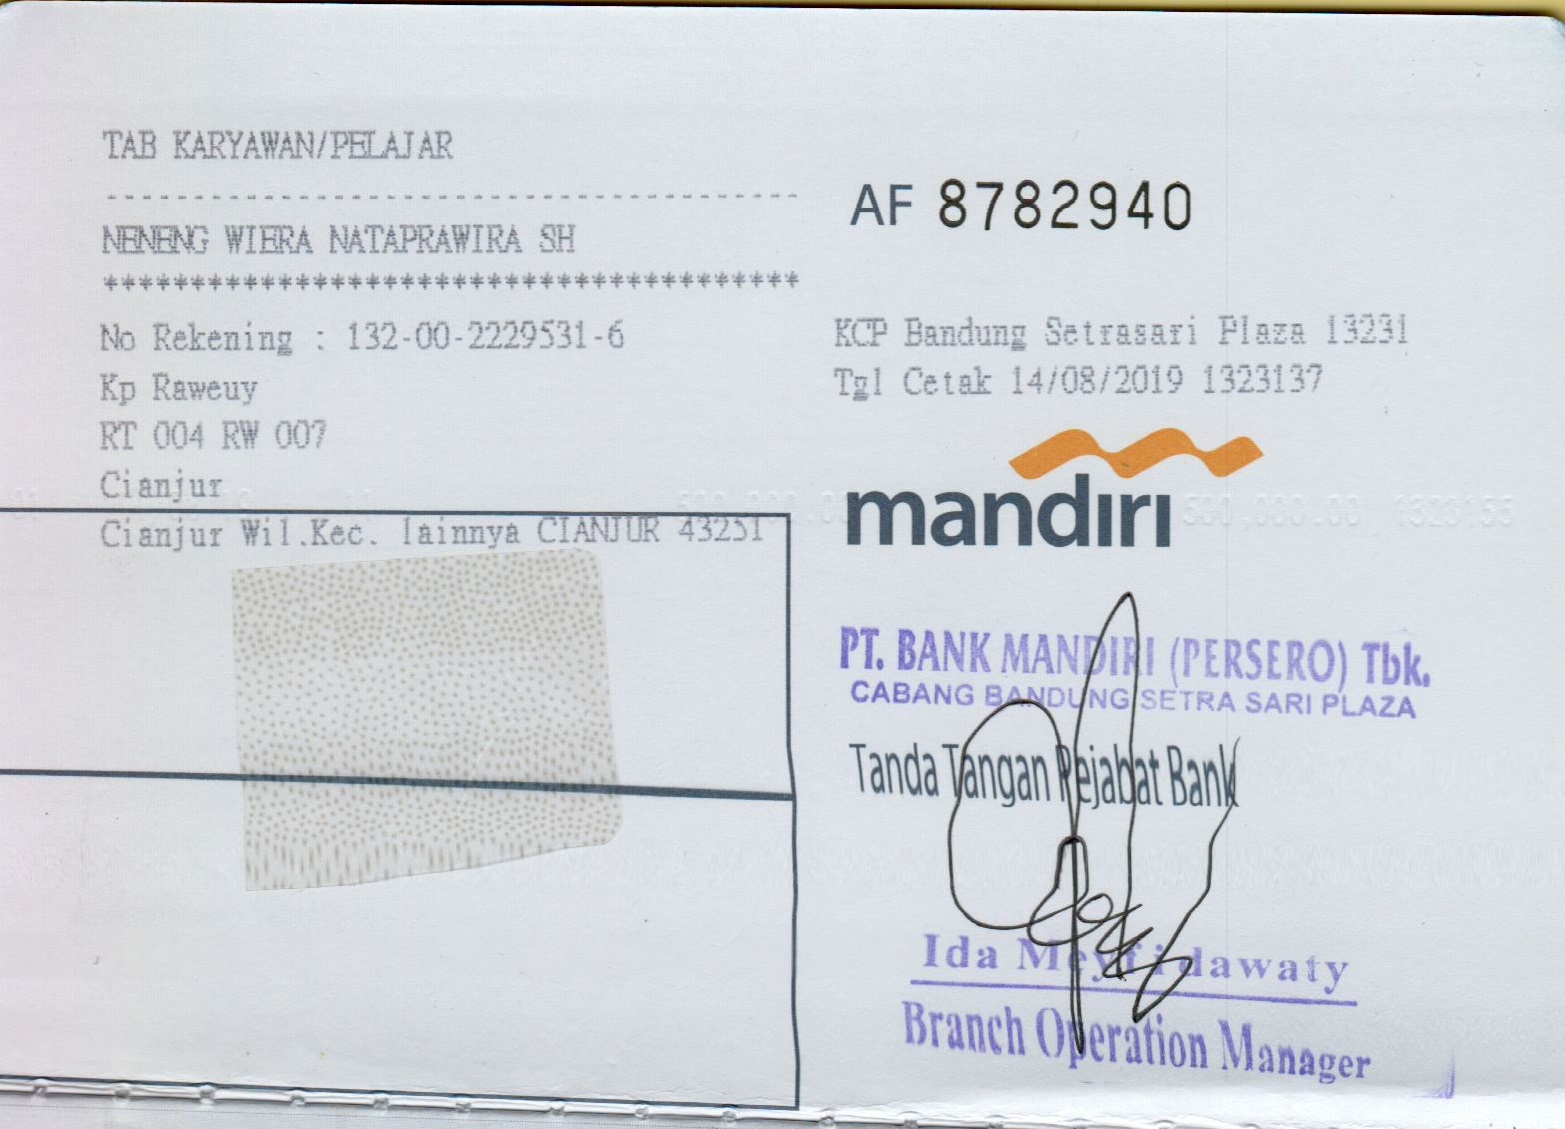 TAB KARYAWAN/PELAJAR
----------------------------------------
NENENG WIERA NATAPRAWIRA SH
****************************************
No Rekening : 132-00-2229531-6
Kp Raweuy
RT 004 RW 007
Cianjur
Cianjur Wil.Kec. lainnya CIANJUR 43251
AF 8782940
KCP Bandung Setrasari Plaza 13231
Tgl Cetak 14/08/2019 1323137
mandırı
PT. BANK MANDIRI (PERSERO) Tbk.
CABANG BANDUNG SETRA SARI PLAZA
Tanda Tangan Pejabat Bank
Ida Meyfidawaty
Branch Operation Manager